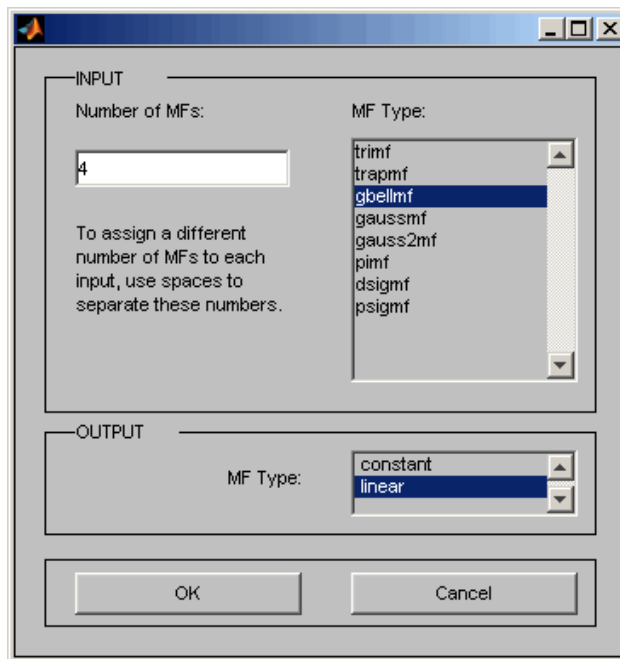 INPUT
Number of MFs:
4
To assign a different
number of MFs to each
input, use spaces to
separate these numbers.
MF Type:
trimf
trapmf
gbellmf
gaussmf
gauss2mf
pimf
dsigmf
psigmf
OUTPUT
MF Type:
constant
linear
OK
Cancel